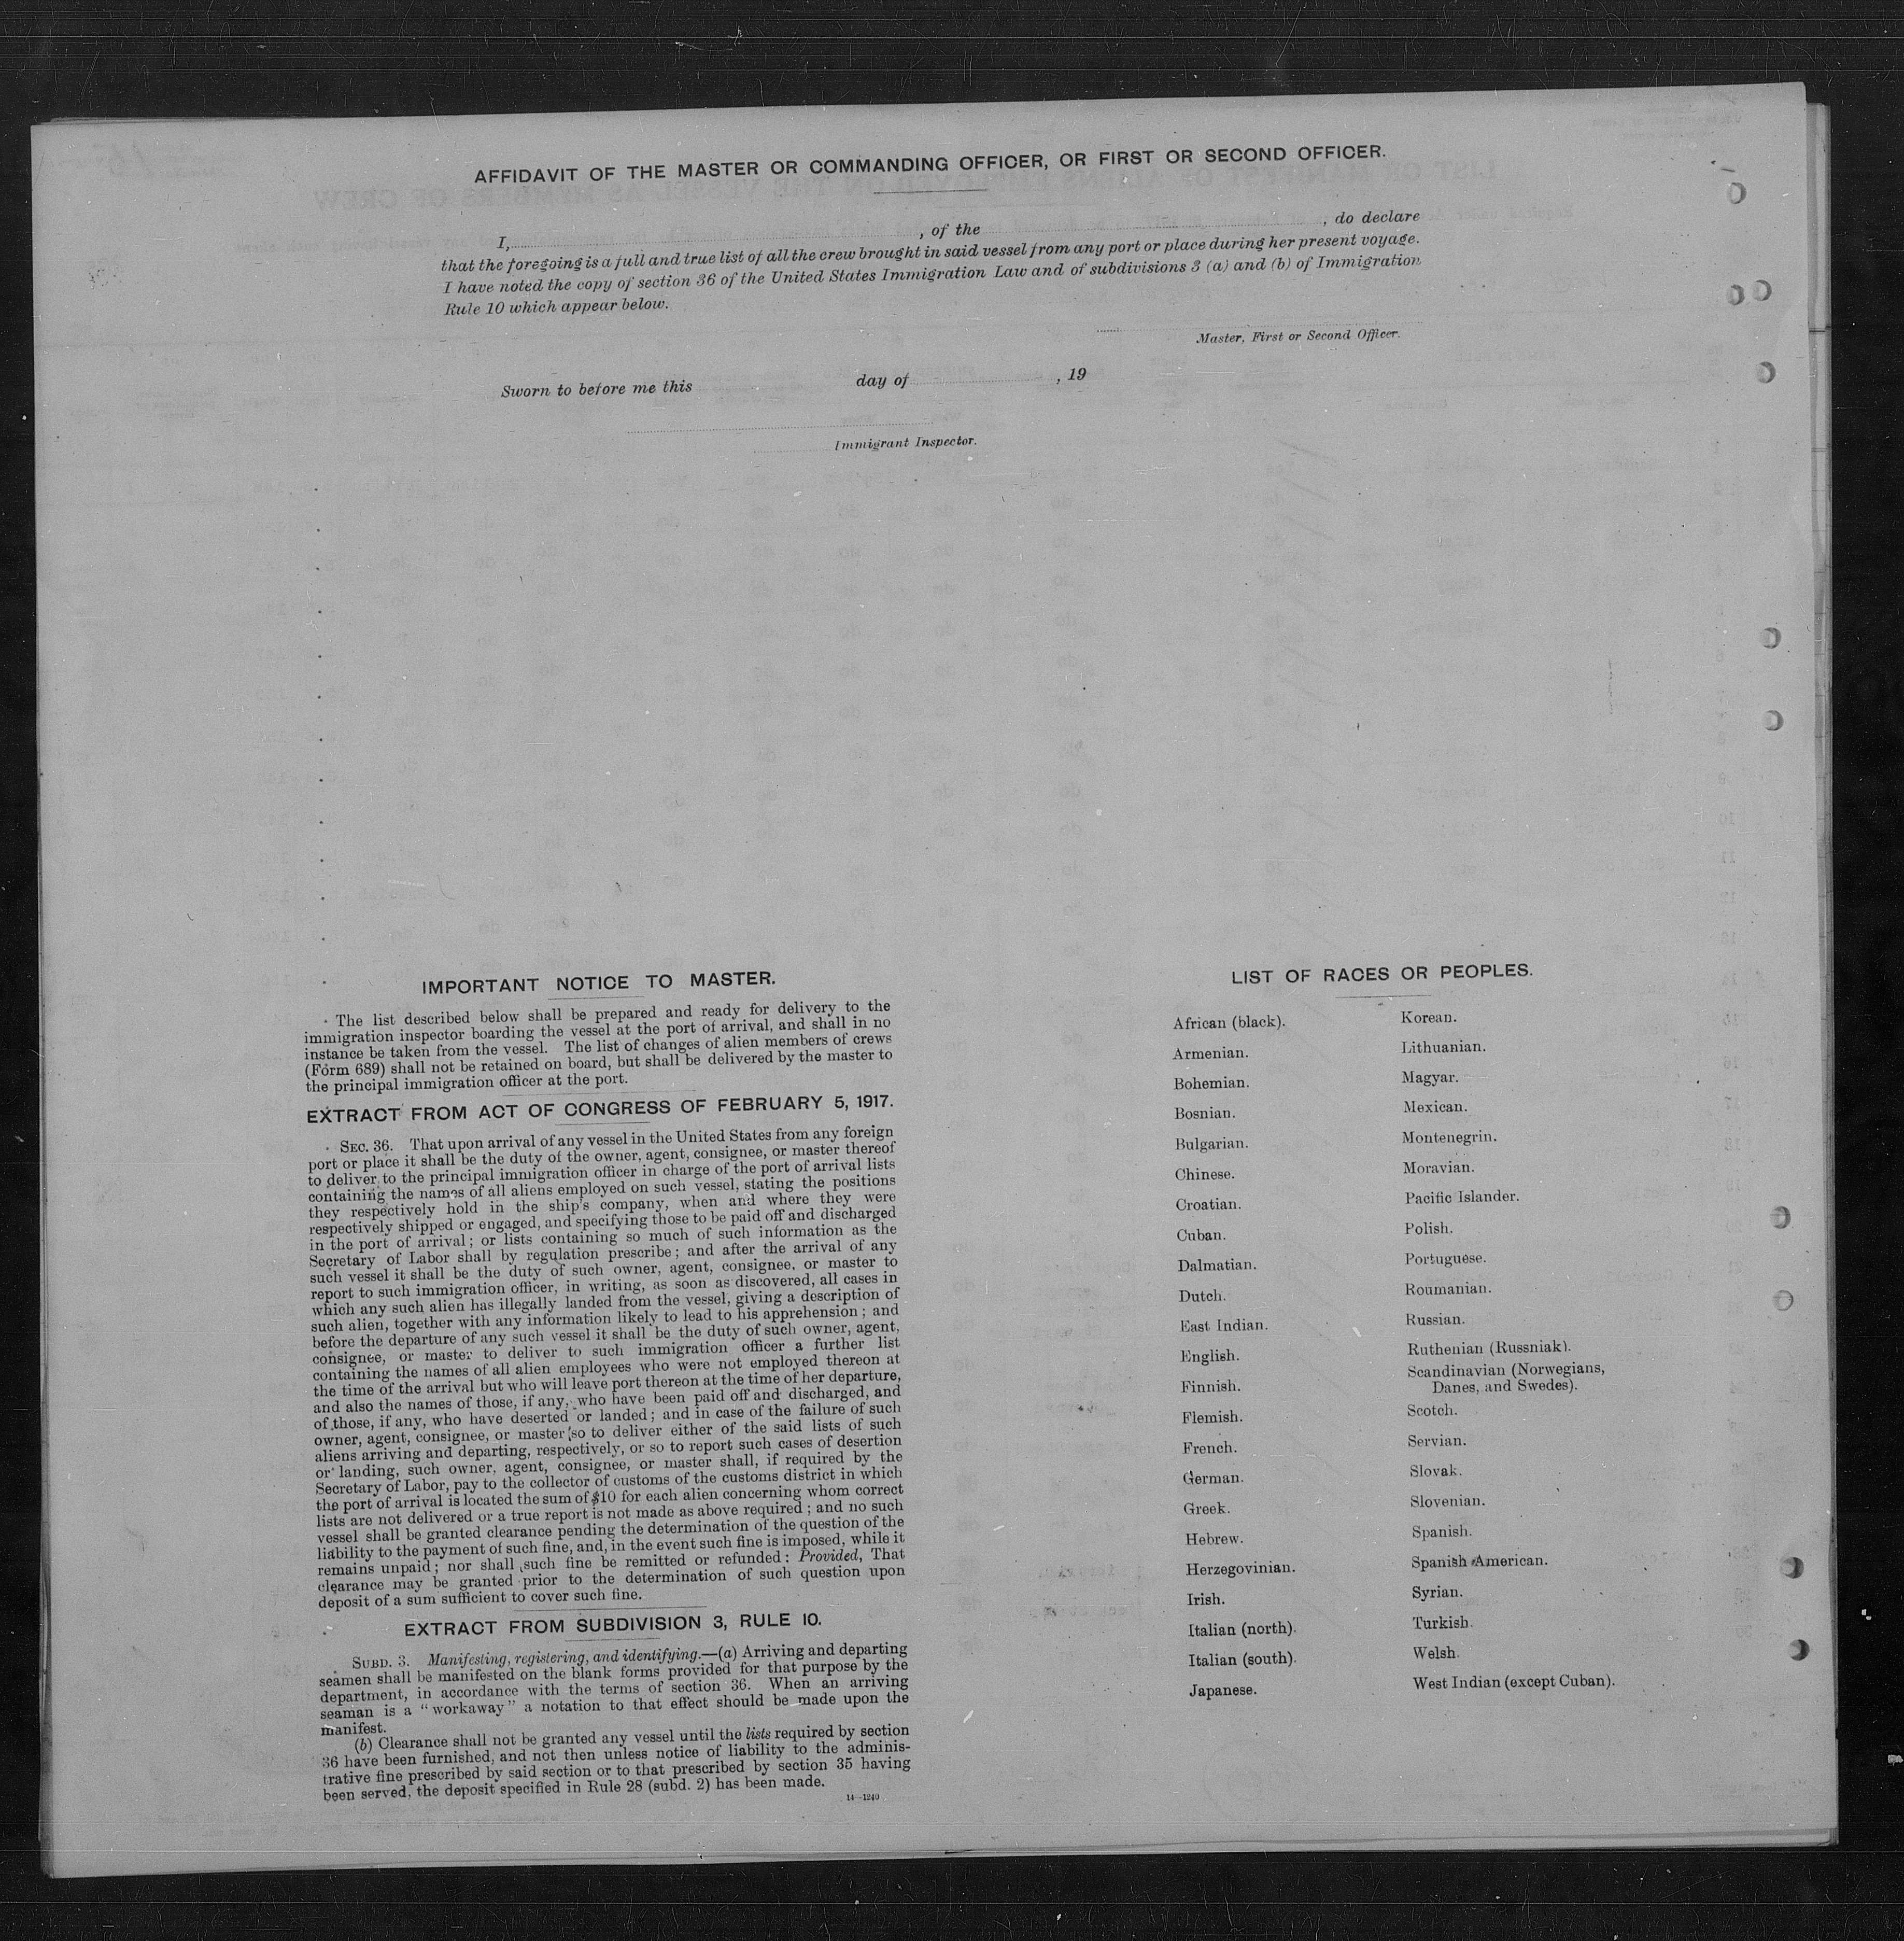 AFFIDAVIT OF THE MASTER OR COMMANDING OFFICER, OR FIRST OR SECOND OFFICER.
I, , of the , do declare
that the foregoing is a full and true list of all the crew brought in said vessel from any port or place during her present voyage.
I have noted the copy of section 36 of the United States Immigration Law and of subdivisions 3 (a) and (b) of Immigration
Rule 10 which appear below.
Master, First or Second Officer.
Sworn to before me this day of , 19
Immigrant Inspector.
IMPORTANT NOTICE TO MASTER.
The list described below shall be prepared and ready for delivery to the
immigration inspector boarding the vessel at the port of arrival, and shall in no
instance be taken from the vessel. The list of changes of alien members of crews
(Form 689) shall not be retained on board, but shall be delivered by the master to
the principal immigration officer at the port.
EXTRACT FROM ACT OF CONGRESS OF FEBRUARY 5, 1917.
SEC. 36. That upon arrival of any vessel in the United States from any foreign
port or place it shall be the duty of the owner, agent, consignee, or master thereof
to deliver to the principal immigration officer in charge of the port of arrival lists
containing the names of all aliens employed on such vessel, stating the positions
they respectively hold in the ship's company, when and where they were
respectively shipped or engaged, and specifying those to be paid off and discharged
in the port of arrival; or lists containing so much of such information as the
Secretary of Labor shall by regulation prescribe; and after the arrival of any
such vessel it shall be the duty of such owner, agent, consignee, or master to
report to such immigration officer, in writing, as soon as discovered, all cases in
which any such alien has illegally landed from the vessel, giving a description of
such alien, together with any information likely to lead to his apprehension; and
before the departure of any such vessel it shall be the duty of such owner, agent,
consignee, or master to deliver to such immigration officer a further list
containing the names of all alien employees who were not employed thereon at
the time of the arrival but who will leave port thereon at the time of her departure,
and also the names of those, if any, who have been paid off and discharged, and
of those, if any, who have deserted or landed; and in case of the failure of such
owner, agent, consignee, or master so to deliver either of the said lists of such
aliens arriving and departing, respectively, or so to report such cases of desertion
or landing, such owner, agent, consignee, or master shall, if required by the
Secretary of Labor, pay to the collector of customs of the customs district in which
the port of arrival is located the sum of $10 for each alien concerning whom correct
lists are not delivered or a true report is not made as above required; and no such
vessel shall be granted clearance pending the determination of the question of the
liability to the payment of such fine, and, in the event such fine is imposed, while it
remains unpaid; nor shall such fine be remitted or refunded: Provided, That
clearance may be granted prior to the determination of such question upon
deposit of a sum sufficient to cover such fine.
EXTRACT FROM SUBDIVISION 3, RULE 10.
SUBD. 3. Manifesting, registering, and identifying.—(a) Arriving and departing
seamen shall be manifested on the blank forms provided for that purpose by the
department, in accordance with the terms of section 36. When an arriving
seaman is a "workaway" a notation to that effect should be made upon the
manifest.
(b) Clearance shall not be granted any vessel until the lists required by section
36 have been furnished, and not then unless notice of liability to the adminis-
trative fine prescribed by said section or to that prescribed by section 35 having
been served, the deposit specified in Rule 28 (subd. 2) has been made.
14—1240
LIST OF RACES OR PEOPLES.
African (black).
Armenian.
Bohemian.
Bosnian.
Bulgarian.
Chinese.
Croatian.
Cuban.
Dalmatian.
Dutch.
East Indian.
English.
Finnish.
Flemish.
French.
German.
Greek.
Hebrew.
Herzegovinian.
Irish.
Italian (north).
Italian (south).
Japanese.
Korean.
Lithuanian.
Magyar.
Mexican.
Montenegrin.
Moravian.
Pacific Islander.
Polish.
Portuguese.
Roumanian.
Russian.
Ruthenian (Russniak).
Scandinavian (Norwegians,
Danes, and Swedes).
Scotch.
Servian.
Slovak.
Slovenian.
Spanish.
Spanish American.
Syrian.
Turkish.
Welsh.
West Indian (except Cuban).